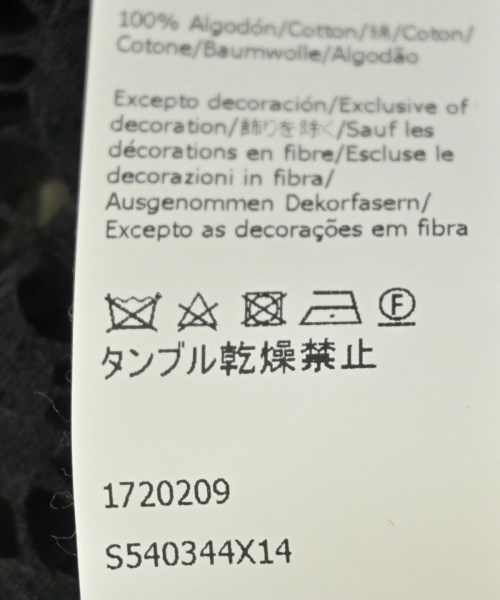 100% Algodón/Cotton/綿/Coton/
Cotone/Baumwolle/Algodão
Excepto decoración/Exclusive of
decoration/飾りを除く/Sauf les
décorations en fibre/Escluse le
decorazioni in fibra/
Ausgenommen Dekorfasern/
Excepto as decorações em fibra
F
タンブル乾燥禁止
1720209
S540344X14